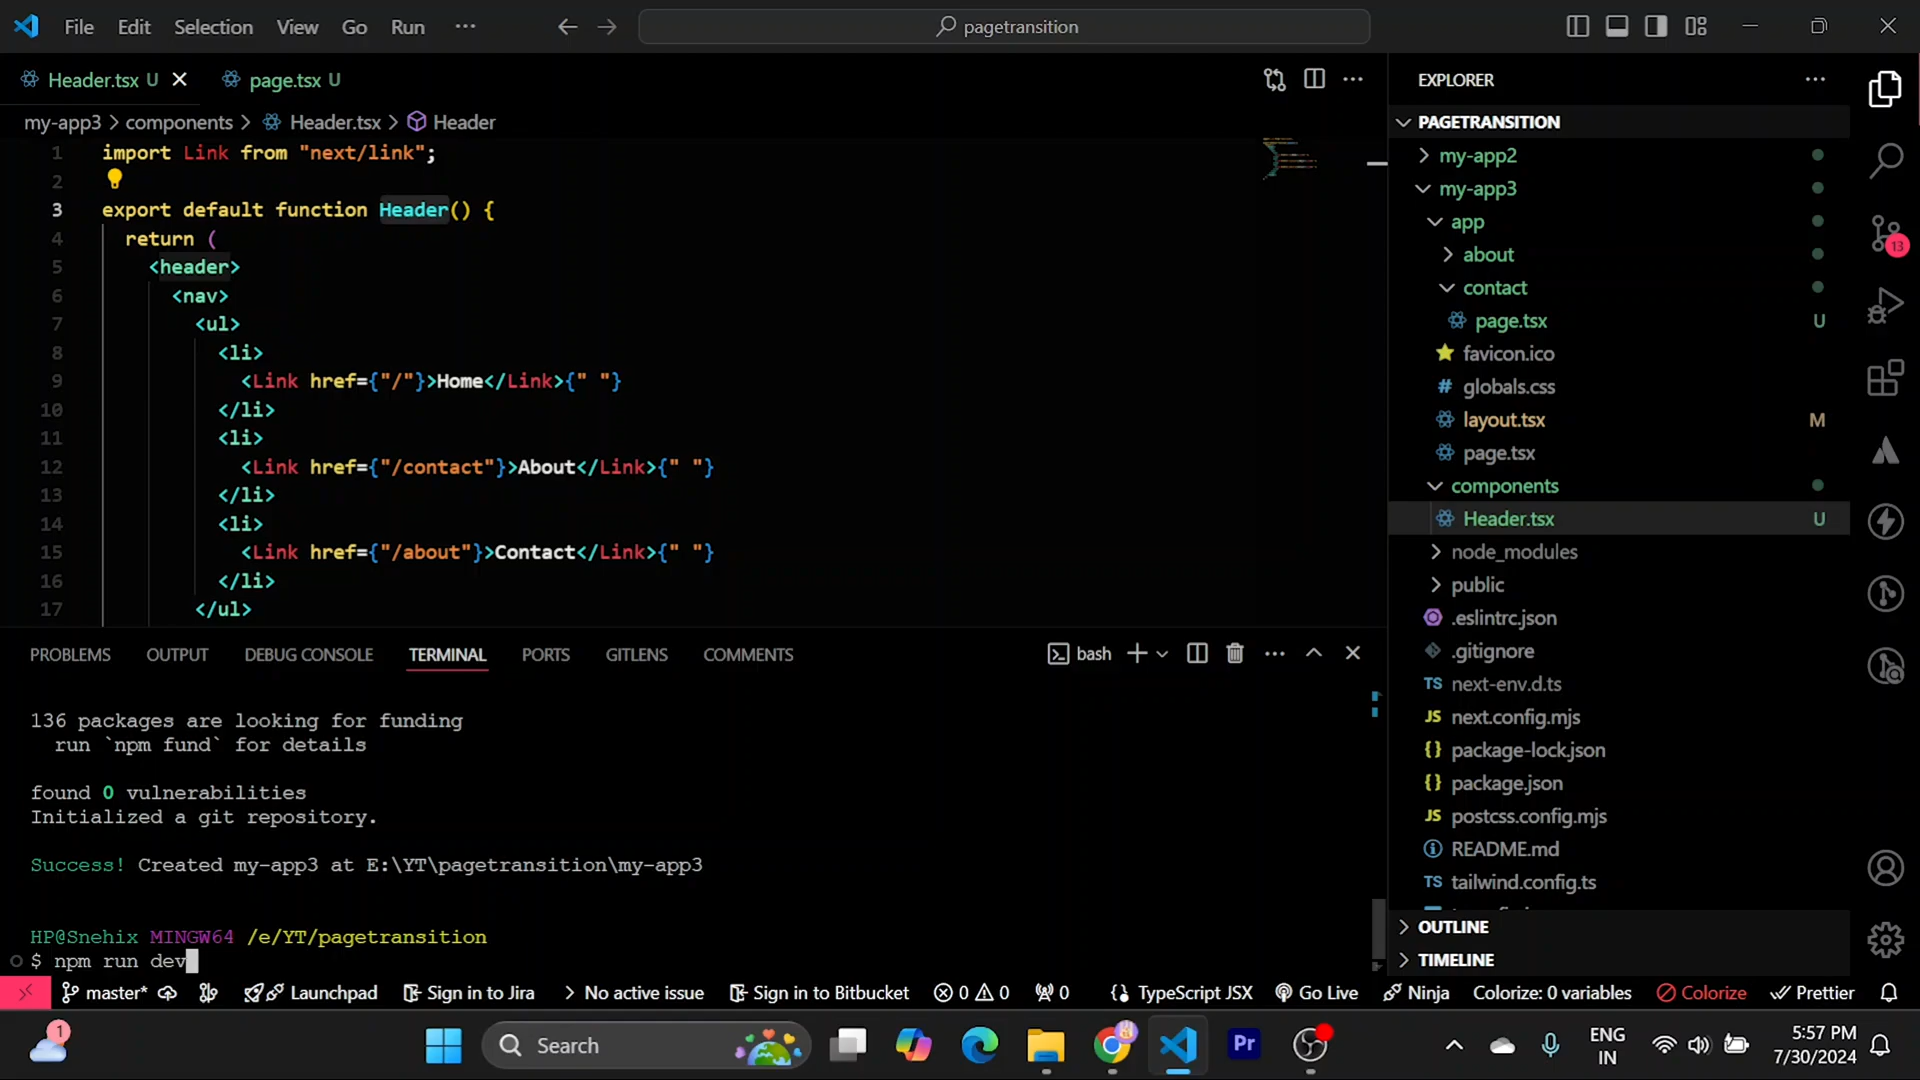 File Edit Selection View Go Run ···
pagetransition
Header.tsx U
page.tsx U
my-app3 > components > Header.tsx > Header
1 import Link from "next/link";
2
3 export default function Header() {
4 return (
5 <header>
6 <nav>
7 <ul>
8 <li>
9 <Link href={"/"}>Home</Link>{" "}
10 </li>
11 <li>
12 <Link href={"/contact"}>About</Link>{" "}
13 </li>
14 <li>
15 <Link href={"/about"}>Contact</Link>{" "}
16 </li>
17 </ul>
PROBLEMS OUTPUT DEBUG CONSOLE TERMINAL PORTS GITLENS COMMENTS
bash
136 packages are looking for funding
run `npm fund` for details
found 0 vulnerabilities
Initialized a git repository.
Success! Created my-app3 at E:\YT\pagetransition\my-app3
HP@Snehix MINGW64 /e/YT/pagetransition
$ npm run dev
EXPLORER
PAGETRANSITION
my-app2
my-app3
app
about
contact
page.tsx U
favicon.ico
globals.css
layout.tsx M
page.tsx
components
Header.tsx U
node_modules
public
.eslintrc.json
.gitignore
next-env.d.ts
next.config.mjs
package-lock.json
package.json
postcss.config.mjs
README.md
tailwind.config.ts
OUTLINE
TIMELINE
13
master* Launchpad Sign in to Jira No active issue Sign in to Bitbucket 0 0 0 TypeScript JSX Go Live Ninja Colorize: 0 variables Colorize Prettier
1
Search
Pr
ENG
IN
5:57 PM
7/30/2024